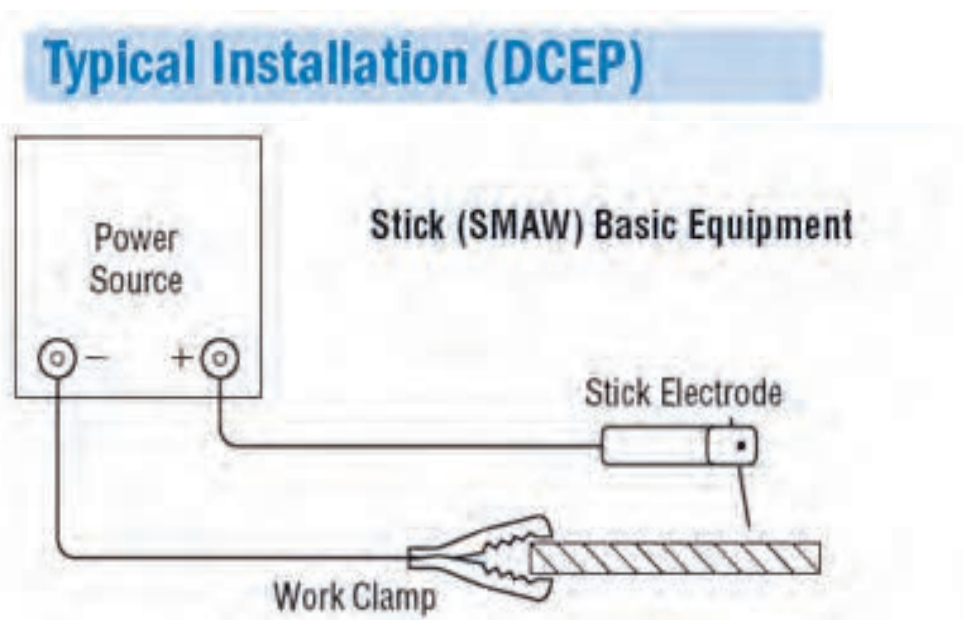 Typical Installation (DCEP)
Stick (SMAW) Basic Equipment
Power
Source
−
+
Stick Electrode
Work Clamp